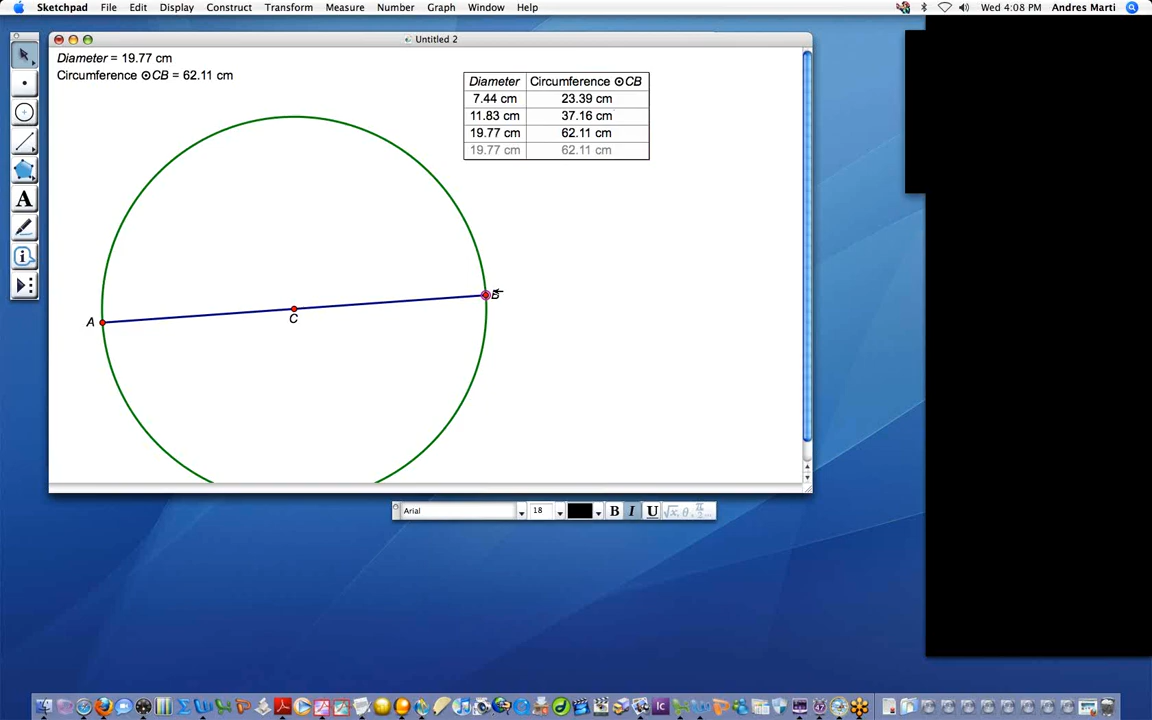 Sketchpad File Edit Display Construct Transform Measure Number Graph Window Help Wed 4:08 PM Andres Marti
Untitled 2
Diameter = 19.77 cm
Circumference ⊙CB = 62.11 cm
Diameter Circumference ⊙CB
7.44 cm 23.39 cm
11.83 cm 37.16 cm
19.77 cm 62.11 cm
19.77 cm 62.11 cm
A
C
B
A
Arial 18 B I U